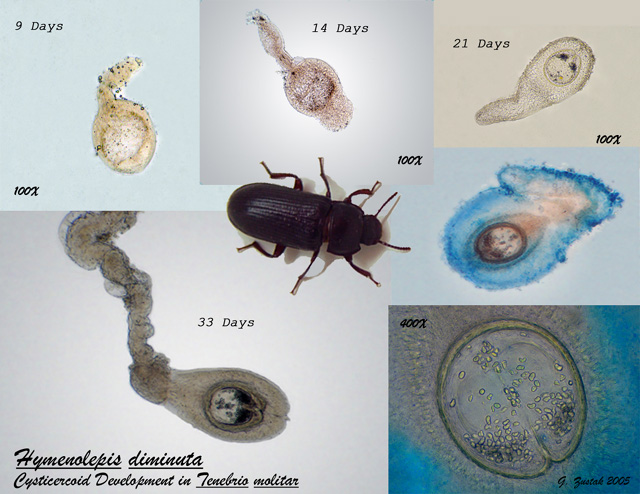 9 Days
14 Days
21 Days
100X
100X
100X
33 Days
400X
Hymenolepis diminuta
Cysticercoid Development in Tenebrio molitar
G. Zustak 2005